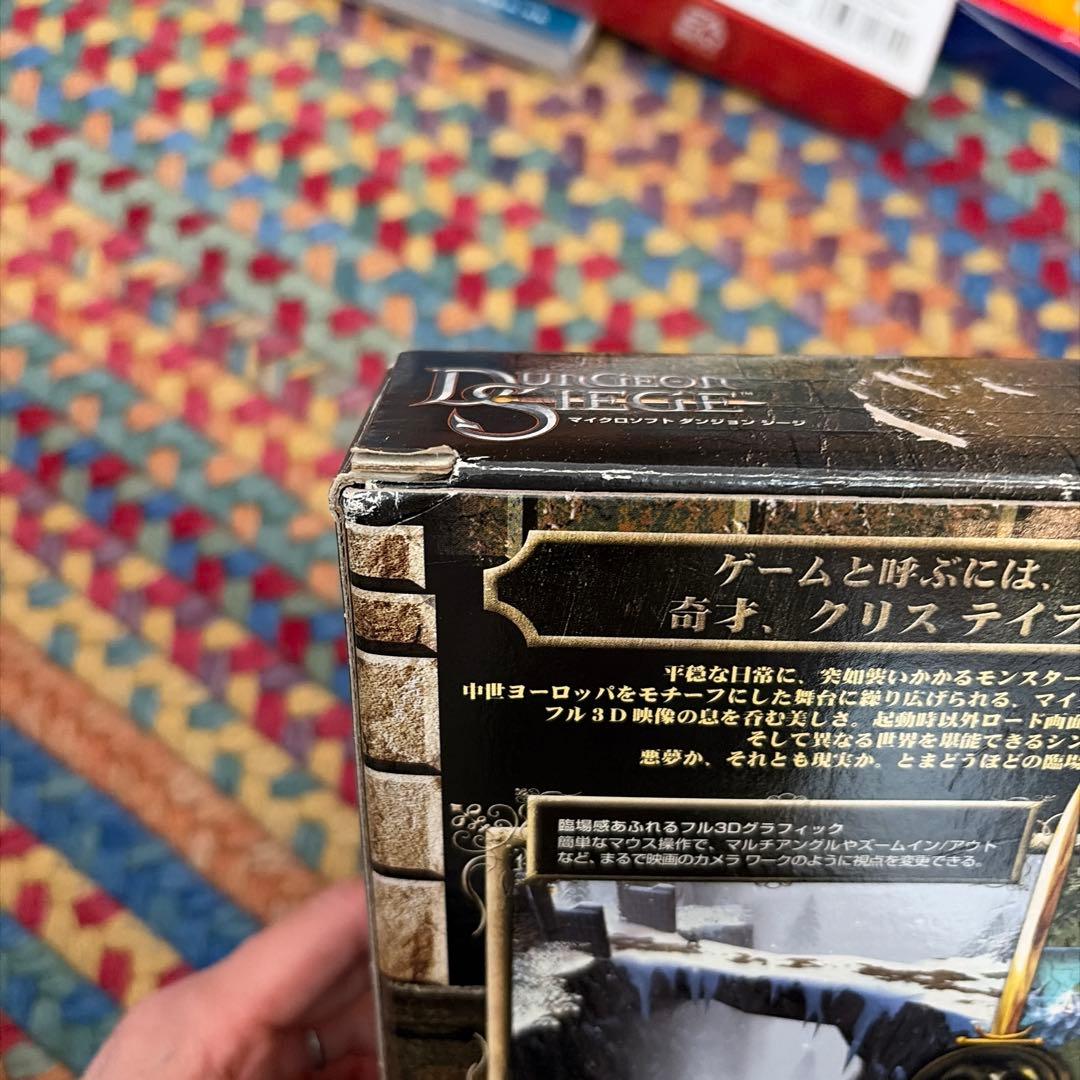 DUNGEON SIEGE™
マイクロソフト ダンジョン シージ
ゲームと呼ぶには、
奇才、クリス テイラ
平穏な日常に、突如襲いかかるモンスター
中世ヨーロッパをモチーフにした舞台に繰り広げられる、マイ
フル3D映像の息を呑む美しさ。起動時以外ロード画面
そして異なる世界を堪能できるシン
悪夢か、それとも現実か。とまどうほどの臨場
臨場感あふれるフル3Dグラフィック
簡単なマウス操作で、マルチアングルやズームイン/アウト
など、まるで映画のカメラ ワークのように視点を変更できる。